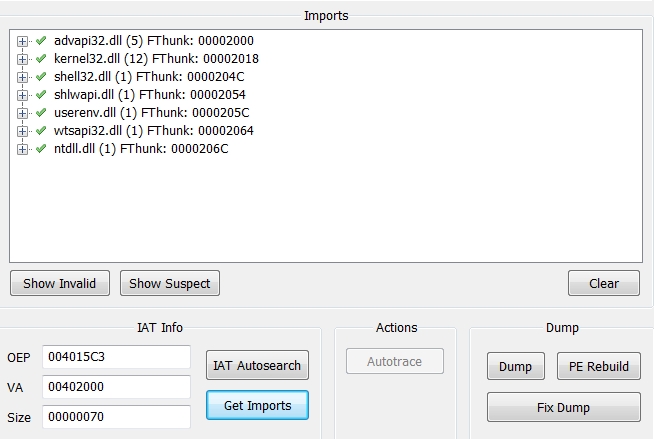 Imports
advapi32.dll (5) FThunk: 00002000
kernel32.dll (12) FThunk: 00002018
shell32.dll (1) FThunk: 0000204C
shlwapi.dll (1) FThunk: 00002054
userenv.dll (1) FThunk: 0000205C
wtsapi32.dll (1) FThunk: 00002064
ntdll.dll (1) FThunk: 0000206C
Show Invalid Show Suspect Clear
IAT Info Actions Dump
OEP 004015C3 IAT Autosearch Autotrace Dump PE Rebuild
VA 00402000
Get Imports Fix Dump
Size 00000070